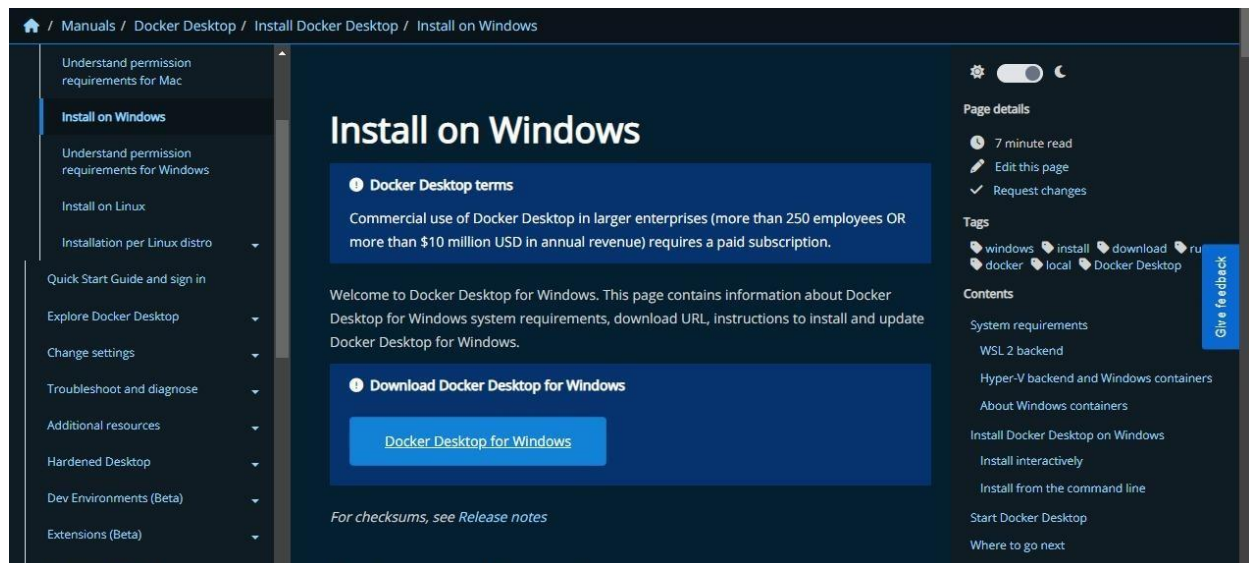 / Manuals / Docker Desktop / Install Docker Desktop / Install on Windows
Understand permission
requirements for Mac
Install on Windows
Understand permission
requirements for Windows
Install on Linux
Installation per Linux distro
Quick Start Guide and sign in
Explore Docker Desktop
Change settings
Troubleshoot and diagnose
Additional resources
Hardened Desktop
Dev Environments (Beta)
Extensions (Beta)
Install on Windows
Docker Desktop terms
Commercial use of Docker Desktop in larger enterprises (more than 250 employees OR
more than $10 million USD in annual revenue) requires a paid subscription.
Welcome to Docker Desktop for Windows. This page contains information about Docker
Desktop for Windows system requirements, download URL, instructions to install and update
Docker Desktop for Windows.
Download Docker Desktop for Windows
Docker Desktop for Windows
For checksums, see Release notes
Page details
7 minute read
Edit this page
Request changes
Tags
windows install download ru
docker local Docker Desktop
Contents
System requirements
WSL 2 backend
Hyper-V backend and Windows containers
About Windows containers
Install Docker Desktop on Windows
Install interactively
Install from the command line
Start Docker Desktop
Where to go next
Give feedback